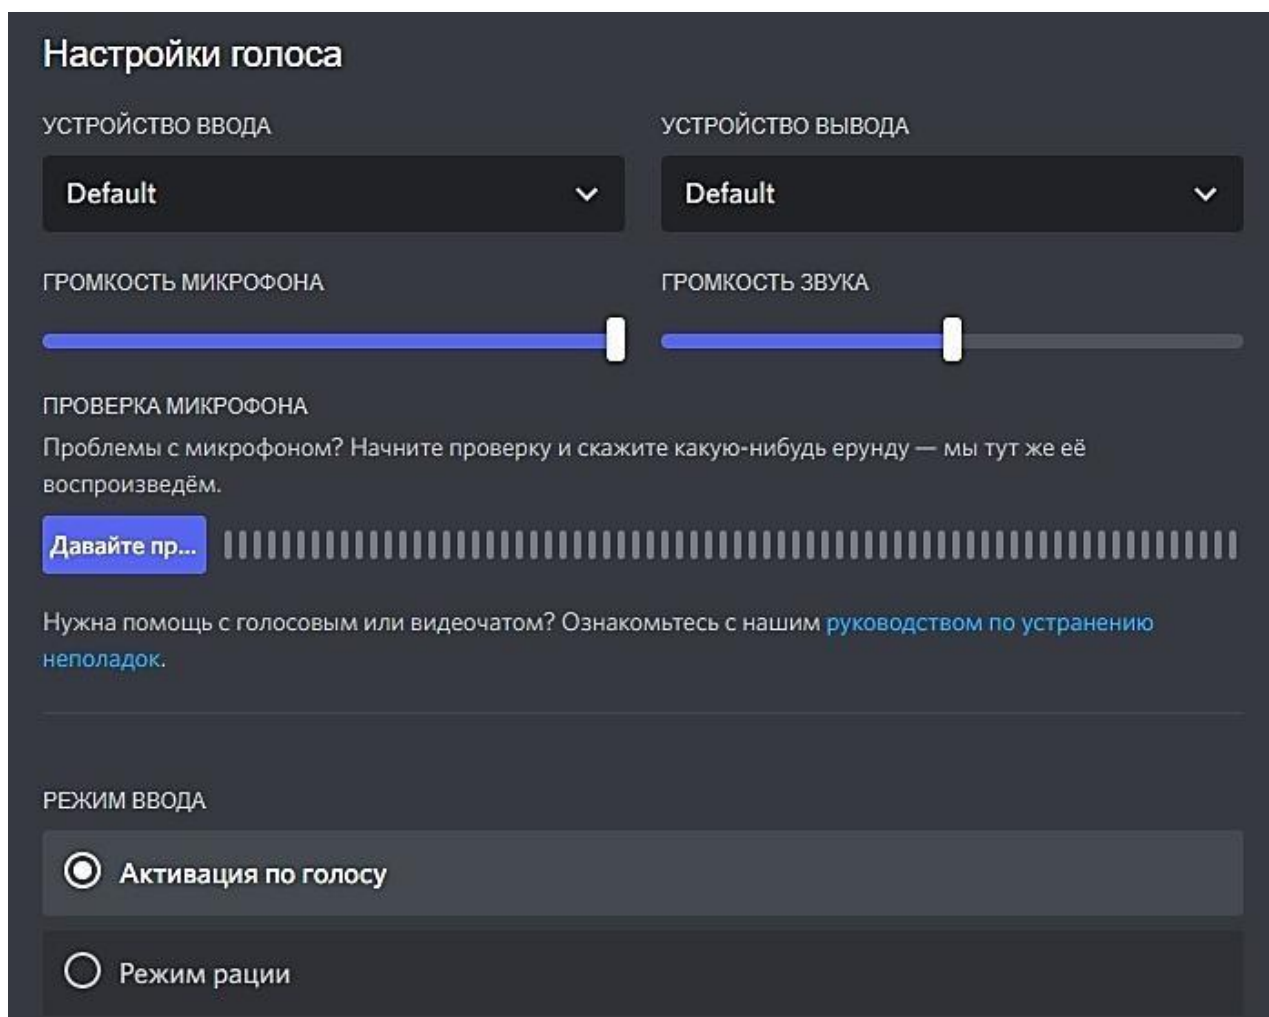 Настройки голоса
УСТРОЙСТВО ВВОДА
УСТРОЙСТВО ВЫВОДА
Default
Default
ГРОМКОСТЬ МИКРОФОНА
ГРОМКОСТЬ ЗВУКА
ПРОВЕРКА МИКРОФОНА
Проблемы с микрофоном? Начните проверку и скажите какую-нибудь ерунду — мы тут же её
воспроизведём.
Давайте пр...
Нужна помощь с голосовым или видеочатом? Ознакомьтесь с нашим руководством по устранению
неполадок.
РЕЖИМ ВВОДА
Активация по голосу
Режим рации